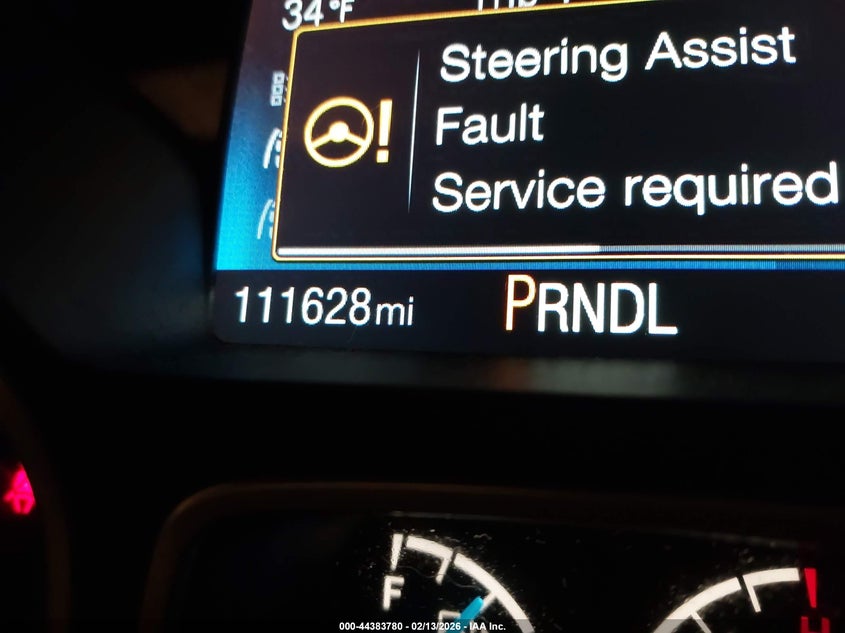 34°F
Steering Assist
Fault
Service required
111628mi PRNDL
F
H
000-44383780 - 02/13/2026 - IAA Inc.